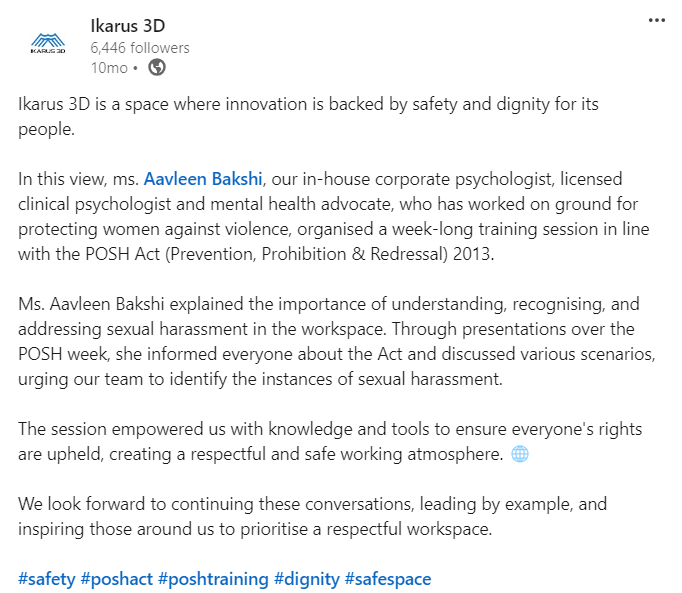 Ikarus 3D
6,446 followers
10mo •
IKARUS 3D
•••
Ikarus 3D is a space where innovation is backed by safety and dignity for its
people.
In this view, ms. Aavleen Bakshi, our in-house corporate psychologist, licensed
clinical psychologist and mental health advocate, who has worked on ground for
protecting women against violence, organised a week-long training session in line
with the POSH Act (Prevention, Prohibition & Redressal) 2013.
Ms. Aavleen Bakshi explained the importance of understanding, recognising, and
addressing sexual harassment in the workspace. Through presentations over the
POSH week, she informed everyone about the Act and discussed various scenarios,
urging our team to identify the instances of sexual harassment.
The session empowered us with knowledge and tools to ensure everyone's rights
are upheld, creating a respectful and safe working atmosphere. 🌐
We look forward to continuing these conversations, leading by example, and
inspiring those around us to prioritise a respectful workspace.
#safety #poshact #poshtraining #dignity #safespace